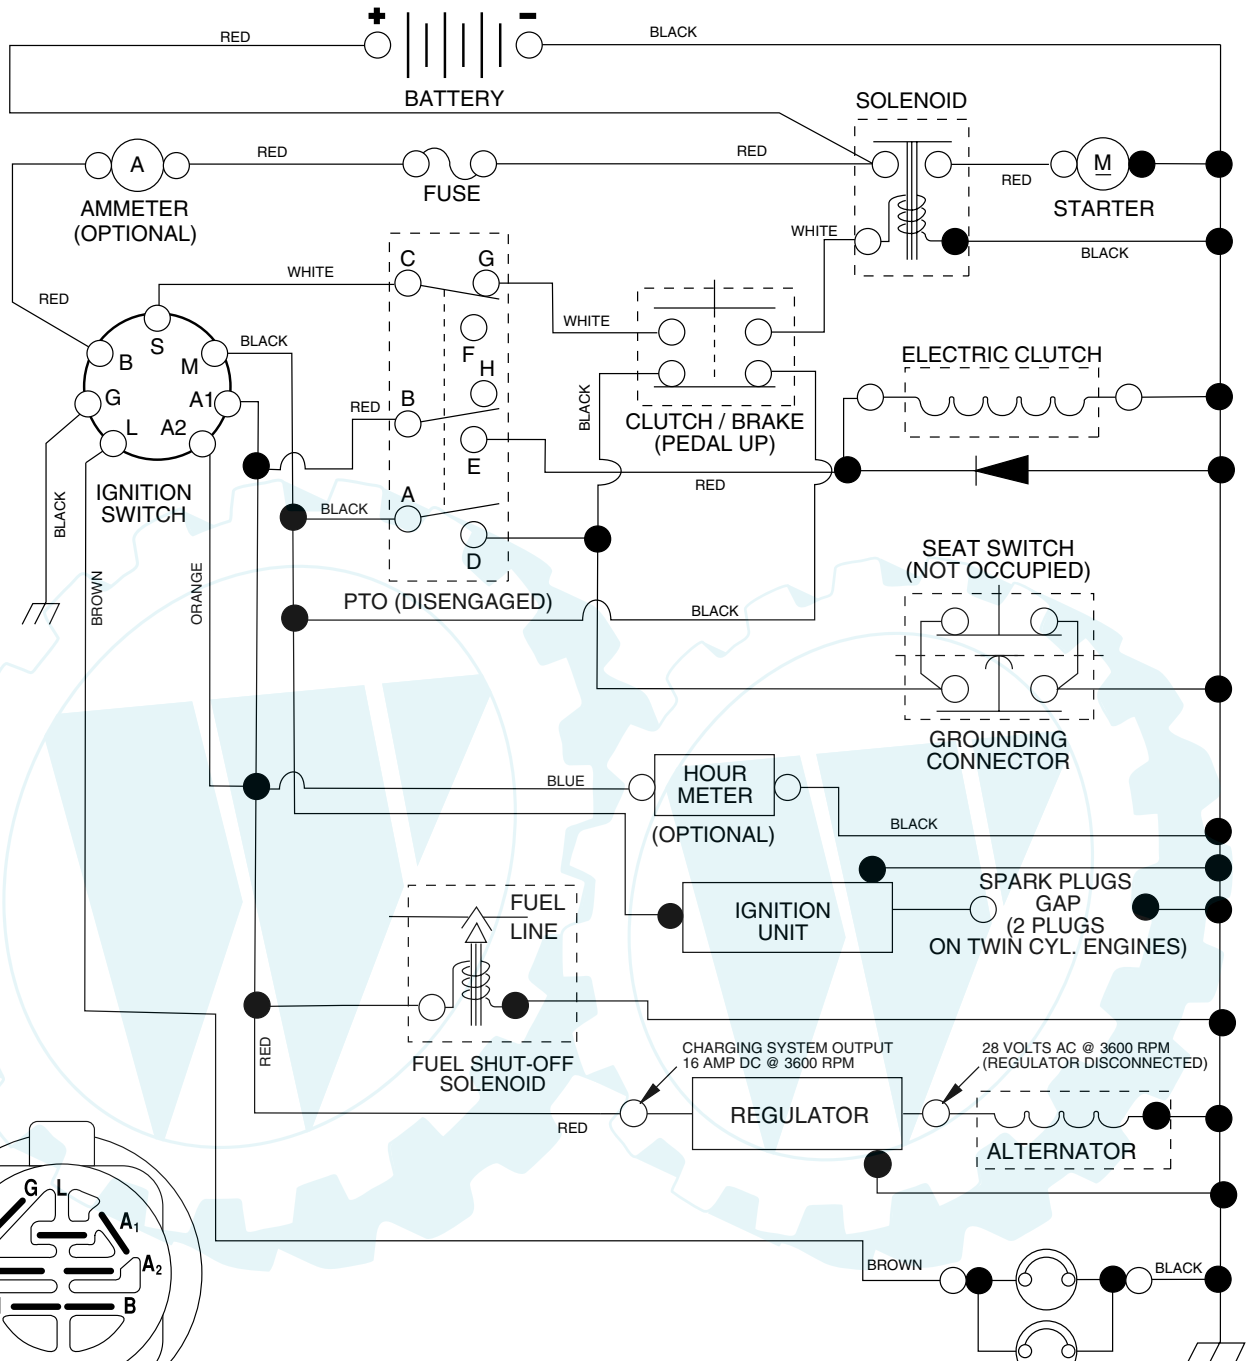 +
−
RED
BLACK
BATTERY
SOLENOID
A
RED
FUSE
RED
RED
M
AMMETER
(OPTIONAL)
STARTER
WHITE
BLACK
C
G
WHITE
RED
WHITE
S
F
BLACK
B
M
H
ELECTRIC CLUTCH
G
A1
B
RED
BLACK
CLUTCH / BRAKE
(PEDAL UP)
L
A2
E
RED
IGNITION
SWITCH
BLACK
A
BLACK
D
SEAT SWITCH
(NOT OCCUPIED)
BROWN
ORANGE
PTO (DISENGAGED)
BLACK
GROUNDING
CONNECTOR
BLUE
HOUR
METER
(OPTIONAL)
BLACK
FUEL
LINE
IGNITION
UNIT
SPARK PLUGS
GAP
(2 PLUGS
ON TWIN CYL. ENGINES)
RED
FUEL SHUT-OFF
SOLENOID
CHARGING SYSTEM OUTPUT
16 AMP DC @ 3600 RPM
28 VOLTS AC @ 3600 RPM
(REGULATOR DISCONNECTED)
RED
REGULATOR
ALTERNATOR
G
L
A1
A2
B
BROWN
BLACK